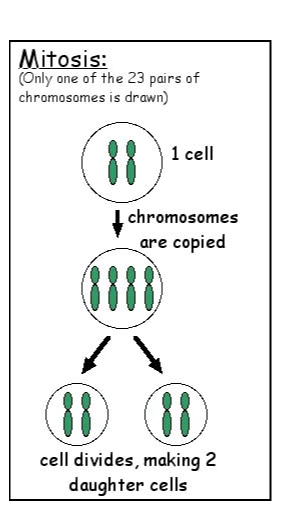 Mitosis:
(Only one of the 23 pairs of
chromosomes is drawn)
1 cell
chromosomes
are copied
cell divides, making 2
daughter cells